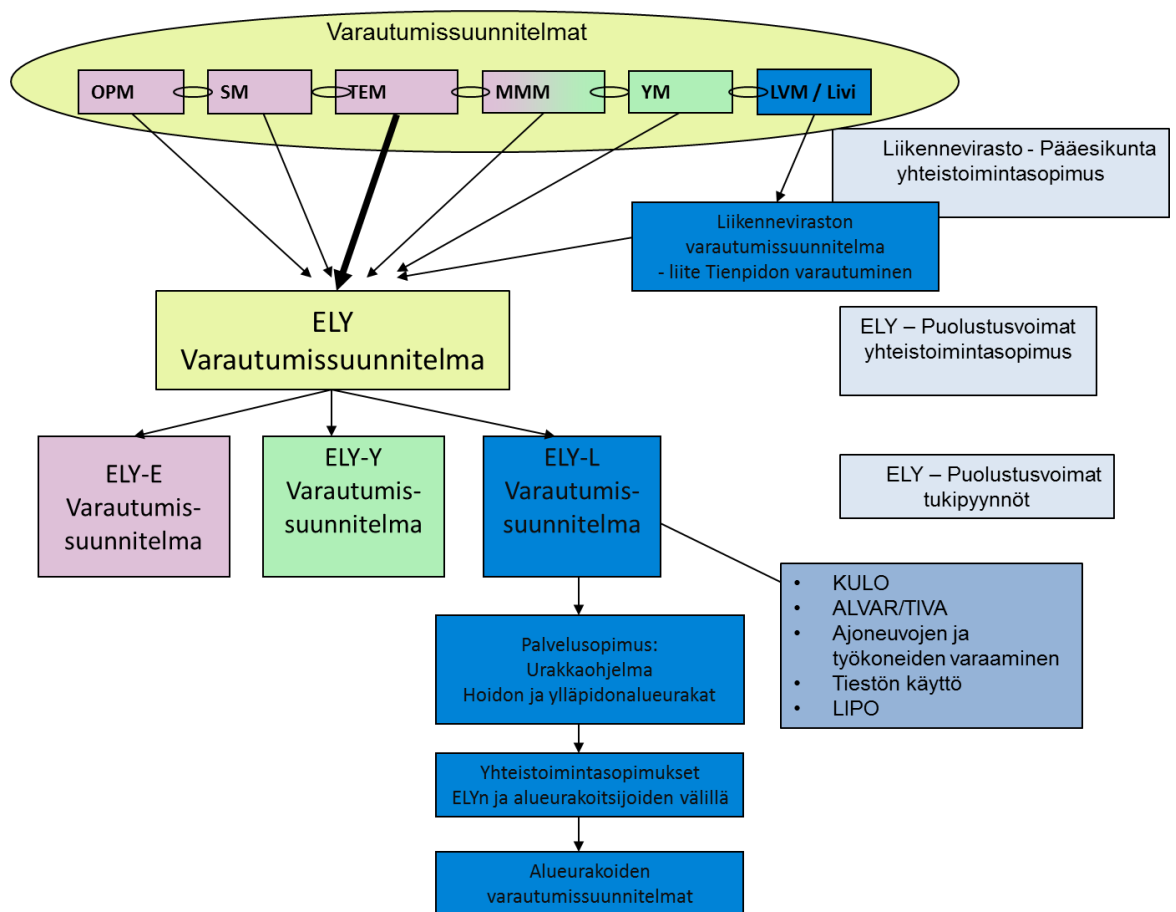 Varautumissuunnitelmat
OPM
SM
TEM
MMM
YM
LVM / Livi
Liikennevirasto - Pääesikunta
yhteistoimintasopimus
Liikenneviraston
varautumissuunnitelma
- liite Tienpidon varautuminen
ELY
Varautumissuunnitelma
ELY – Puolustusvoimat
yhteistoimintasopimus
ELY-E
Varautumis-
suunnitelma
ELY-Y
Varautumis-
suunnitelma
ELY-L
Varautumis-
suunnitelma
ELY – Puolustusvoimat
tukipyynnöt
• KULO
• ALVAR/TIVA
• Ajoneuvojen ja
työkoneiden varaaminen
• Tiestön käyttö
• LIPO
Palvelusopimus:
Urakkaohjelma
Hoidon ja ylläpidonalueurakat
Yhteistoimintasopimukset
ELYn ja alueurakoitsijoiden välillä
Alueurakoiden
varautumissuunnitelmat